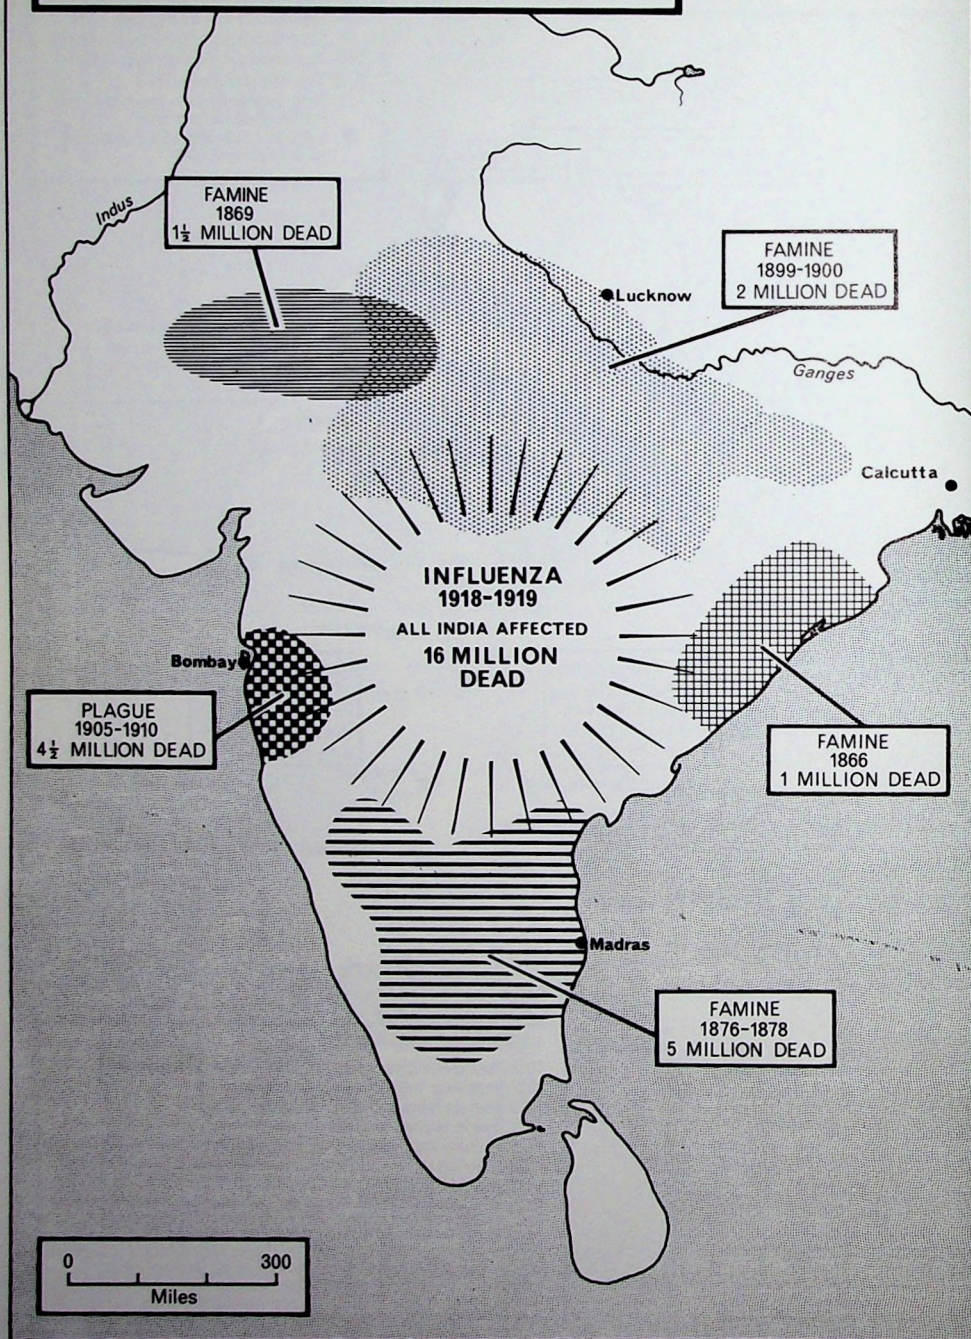 Indus
FAMINE
1869
1½ MILLION DEAD
FAMINE
1899-1900
2 MILLION DEAD
Lucknow
Ganges
Calcutta
INFLUENZA
1918-1919
ALL INDIA AFFECTED
16 MILLION
DEAD
Bombay
PLAGUE
1905-1910
4½ MILLION DEAD
FAMINE
1866
1 MILLION DEAD
Madras
FAMINE
1876-1878
5 MILLION DEAD
0 300
Miles